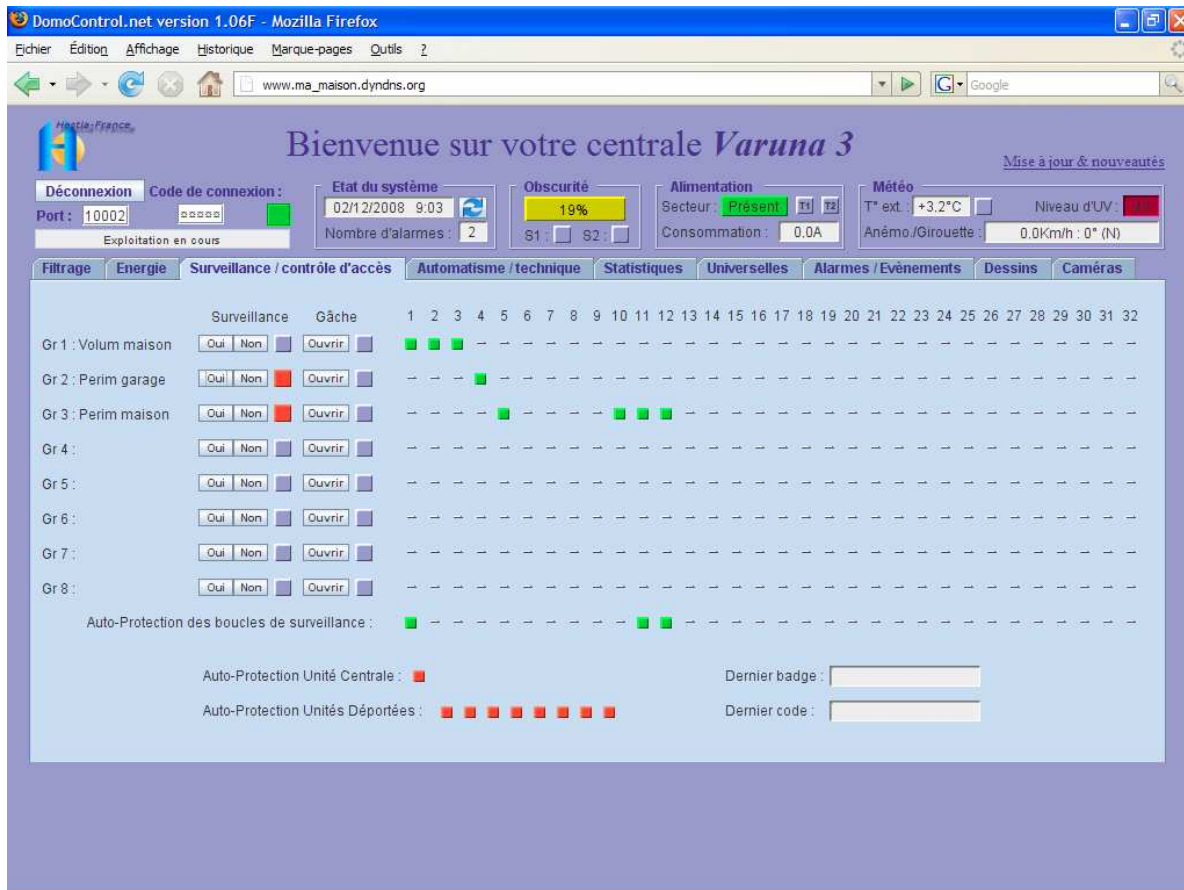 DomoControl.net version 1.06F - Mozilla Firefox
Fichier Édition Affichage Historique Marque-pages Outils ?
www.ma_maison.dyndns.org G Google
Hestia-France
Bienvenue sur votre centrale Varuna 3
Mise à jour & nouveautés
Déconnexion Code de connexion :
Port : 10002 ¤¤¤¤¤
Exploitation en cours
Etat du système
02/12/2008 9:03
Nombre d'alarmes : 2
Obscurité
19%
S1 : S2 :
Alimentation
Secteur : Présent T1 T2
Consommation : 0,0A
Météo
T° ext. : +3.2°C Niveau d'UV :
Anémo./Girouette : 0.0Km/h : 0° (N)
Filtrage Energie Surveillance / contrôle d'accès Automatisme / technique Statistiques Universelles Alarmes / Evènements Dessins Caméras
Surveillance Gâche 1 2 3 4 5 6 7 8 9 10 11 12 13 14 15 16 17 18 19 20 21 22 23 24 25 26 27 28 29 30 31 32
Gr 1 : Volum maison Oui Non Ouvrir
Gr 2 : Perim garage Oui Non Ouvrir
Gr 3 : Perim maison Oui Non Ouvrir
Gr 4 : Oui Non Ouvrir
Gr 5 : Oui Non Ouvrir
Gr 6 : Oui Non Ouvrir
Gr 7 : Oui Non Ouvrir
Gr 8 : Oui Non Ouvrir
Auto-Protection des boucles de surveillance :
Auto-Protection Unité Centrale : Dernier badge :
Auto-Protection Unités Déportées : Dernier code :